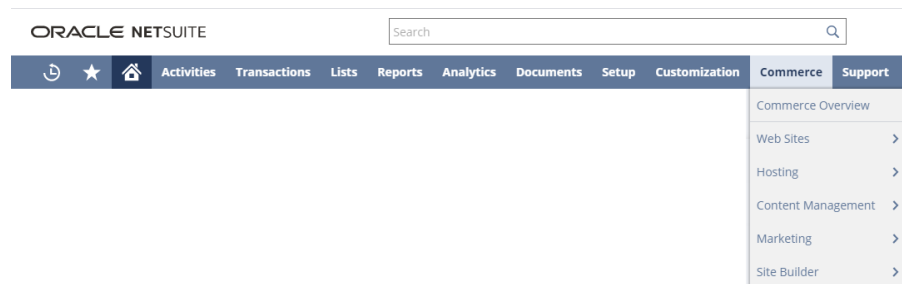 ORACLE NETSUITE
Search
Activities Transactions Lists Reports Analytics Documents Setup Customization Commerce Support
Commerce Overview
Web Sites
Hosting
Content Management
Marketing
Site Builder